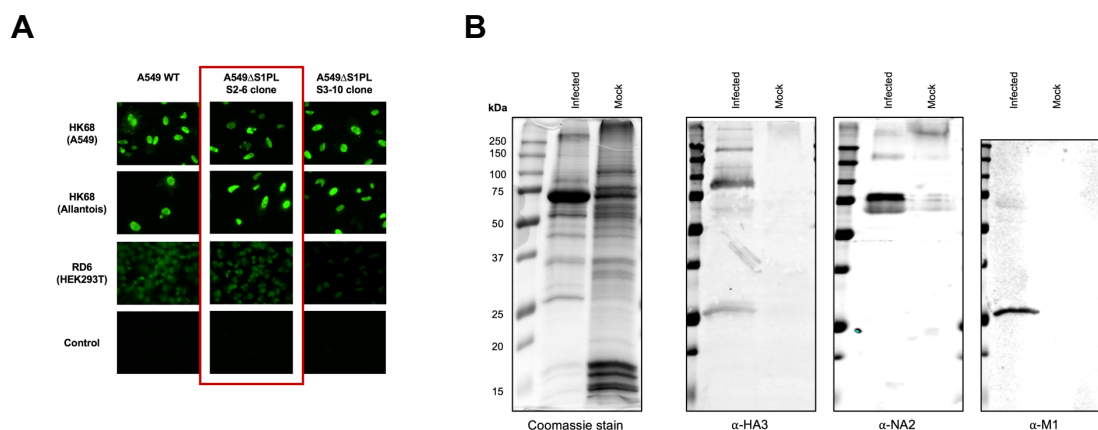 A
A549 WT
A549ΔS1PL
S2-6 clone
A549ΔS1PL
S3-10 clone
HK68
(A549)
HK68
(Allantois)
RD6
(HEK293T)
Control
B
kDa
250
150
100
75
50
37
25
20
15
Infected
Mock
Coomassie stain
Infected
Mock
α-HA3
Infected
Mock
α-NA2
Infected
Mock
α-M1